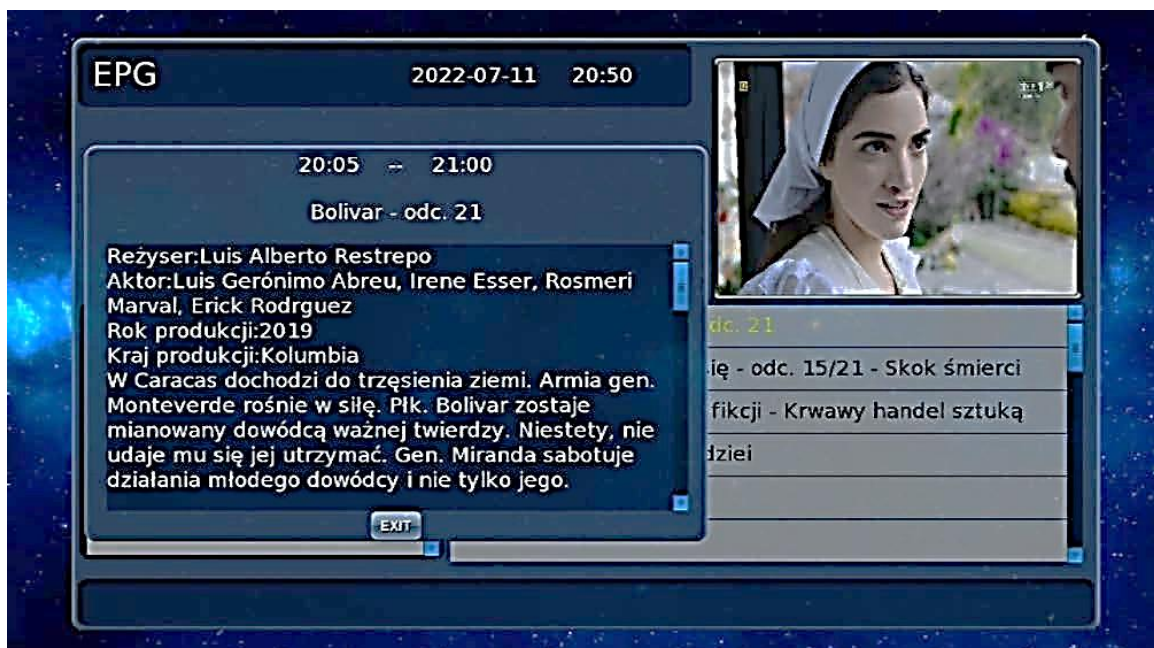 EPG
2022-07-11 20:50
20:05 -- 21:00
Bolivar - odc. 21
Reżyser:Luis Alberto Restrepo
Aktor:Luis Gerónimo Abreu, Irene Esser, Rosmeri
Marval, Erick Rodrguez
Rok produkcji:2019
Kraj produkcji:Kolumbia
W Caracas dochodzi do trzęsienia ziemi. Armia gen.
Monteverde rośnie w siłę. Płk. Bolivar zostaje
mianowany dowódcą ważnej twierdzy. Niestety, nie
udaje mu się jej utrzymać. Gen. Miranda sabotuje
działania młodego dowódcy i nie tylko jego.
EXIT
dc. 21
ię - odc. 15/21 - Skok śmierci
fikcji - Krwawy handel sztuką
dziei